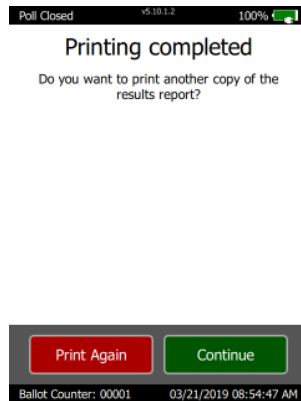 Poll Closed v5.10.1.2 100%
Printing completed
Do you want to print another copy of the
results report?
Print Again Continue
Ballot Counter: 00001 03/21/2019 08:54:47 AM